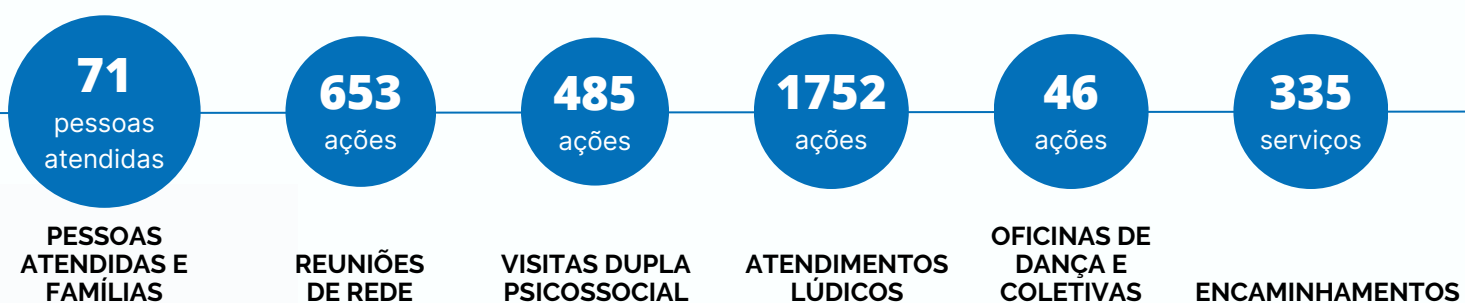 71
pessoas
atendidas
PESSOAS
ATENDIDAS E
FAMÍLIAS
653
ações
REUNIÕES
DE REDE
485
ações
VISITAS DUPLA
PSICOSSOCIAL
1752
ações
ATENDIMENTOS
LÚDICOS
46
ações
OFICINAS DE
DANÇA E
COLETIVAS
335
serviços
ENCAMINHAMENTOS